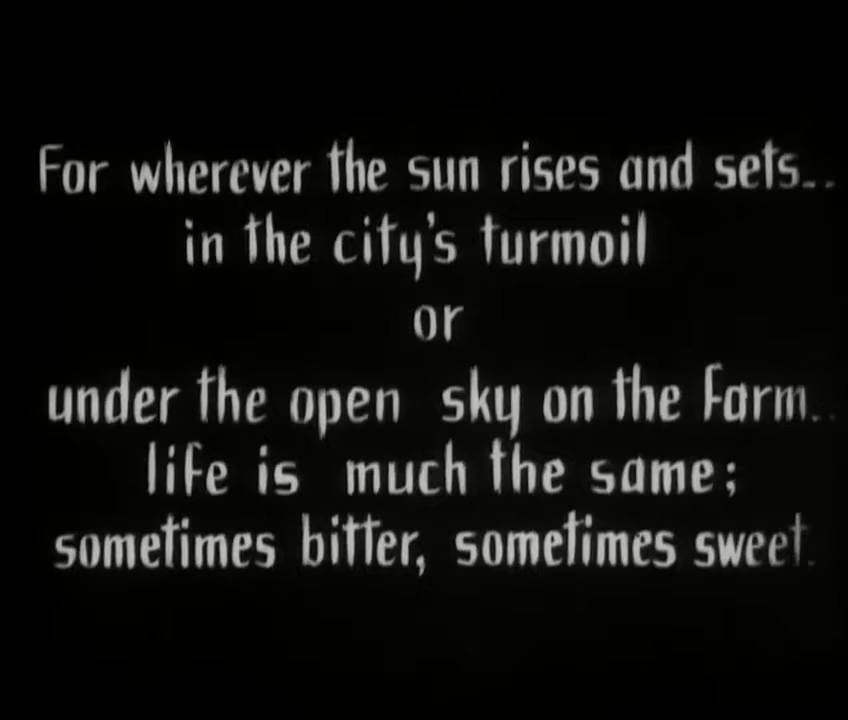 For wherever the sun rises and sets..
in the city's turmoil
or
under the open sky on the farm..
life is much the same;
sometimes bitter, sometimes sweet.